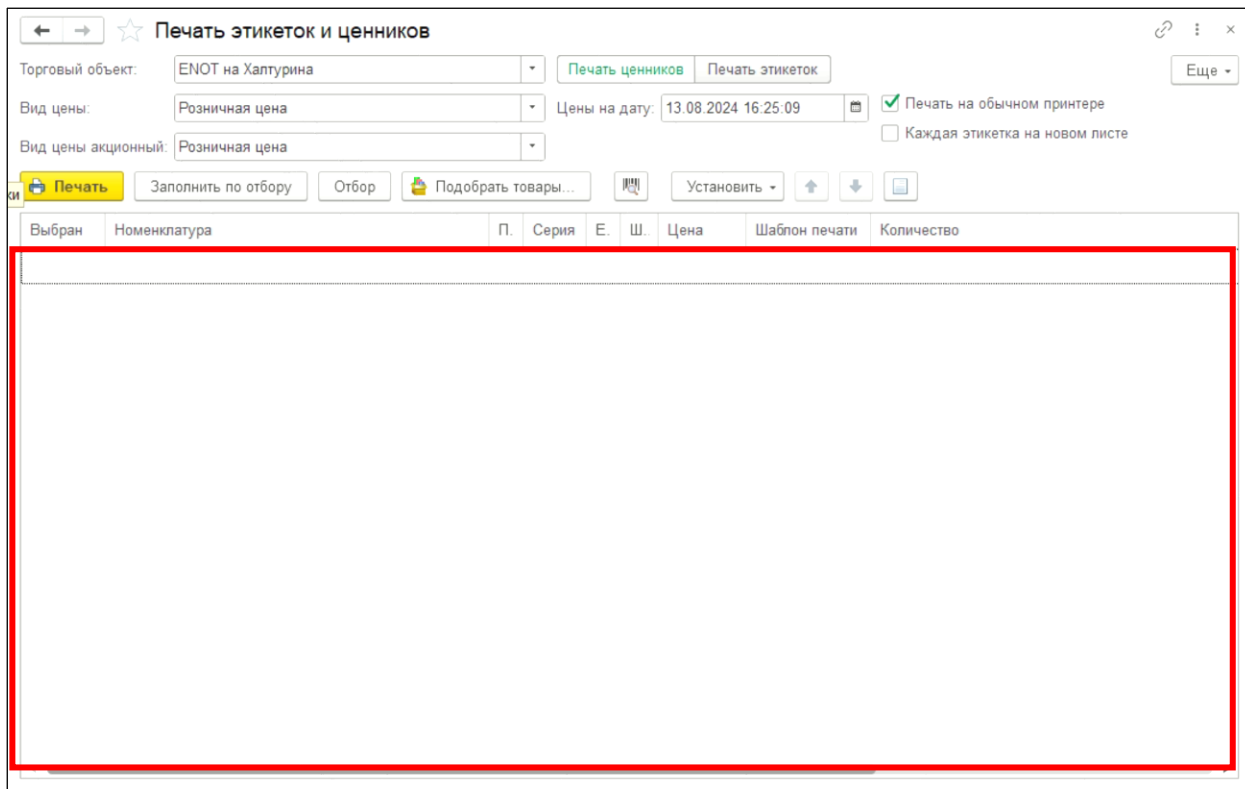 Печать этикеток и ценников
Торговый объект: ENOT на Халтурина Печать ценников Печать этикеток Еще
Вид цены: Розничная цена Цены на дату: 13.08.2024 16:25:09 Печать на обычном принтере
Каждая этикетка на новом листе
Вид цены акционный: Розничная цена
ки Печать Заполнить по отбору Отбор Подобрать товары... Установить
Выбран Номенклатура П. Серия Е. Ш.. Цена Шаблон печати Количество